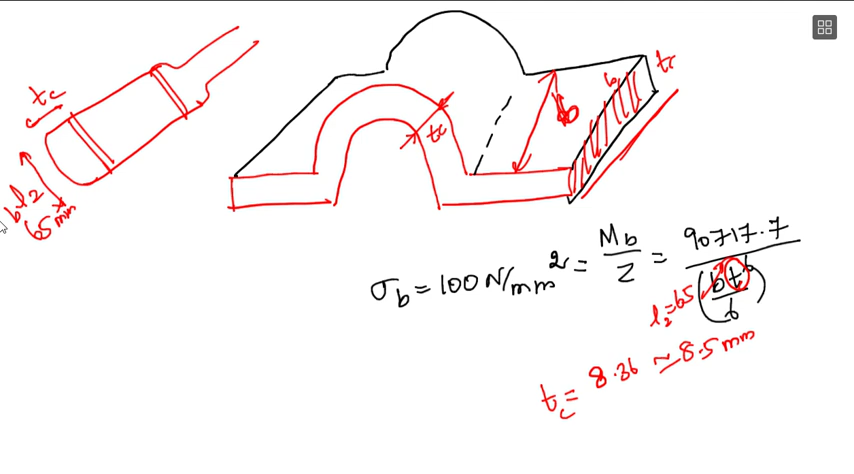 tc
tc
b
b
tc
b l2
65 mm
σb = 100 N/mm² = Mb/Z = 90717.7/(bt⁶/6)
l2 = 65
tc = 8.36 ≃ 8.5 mm